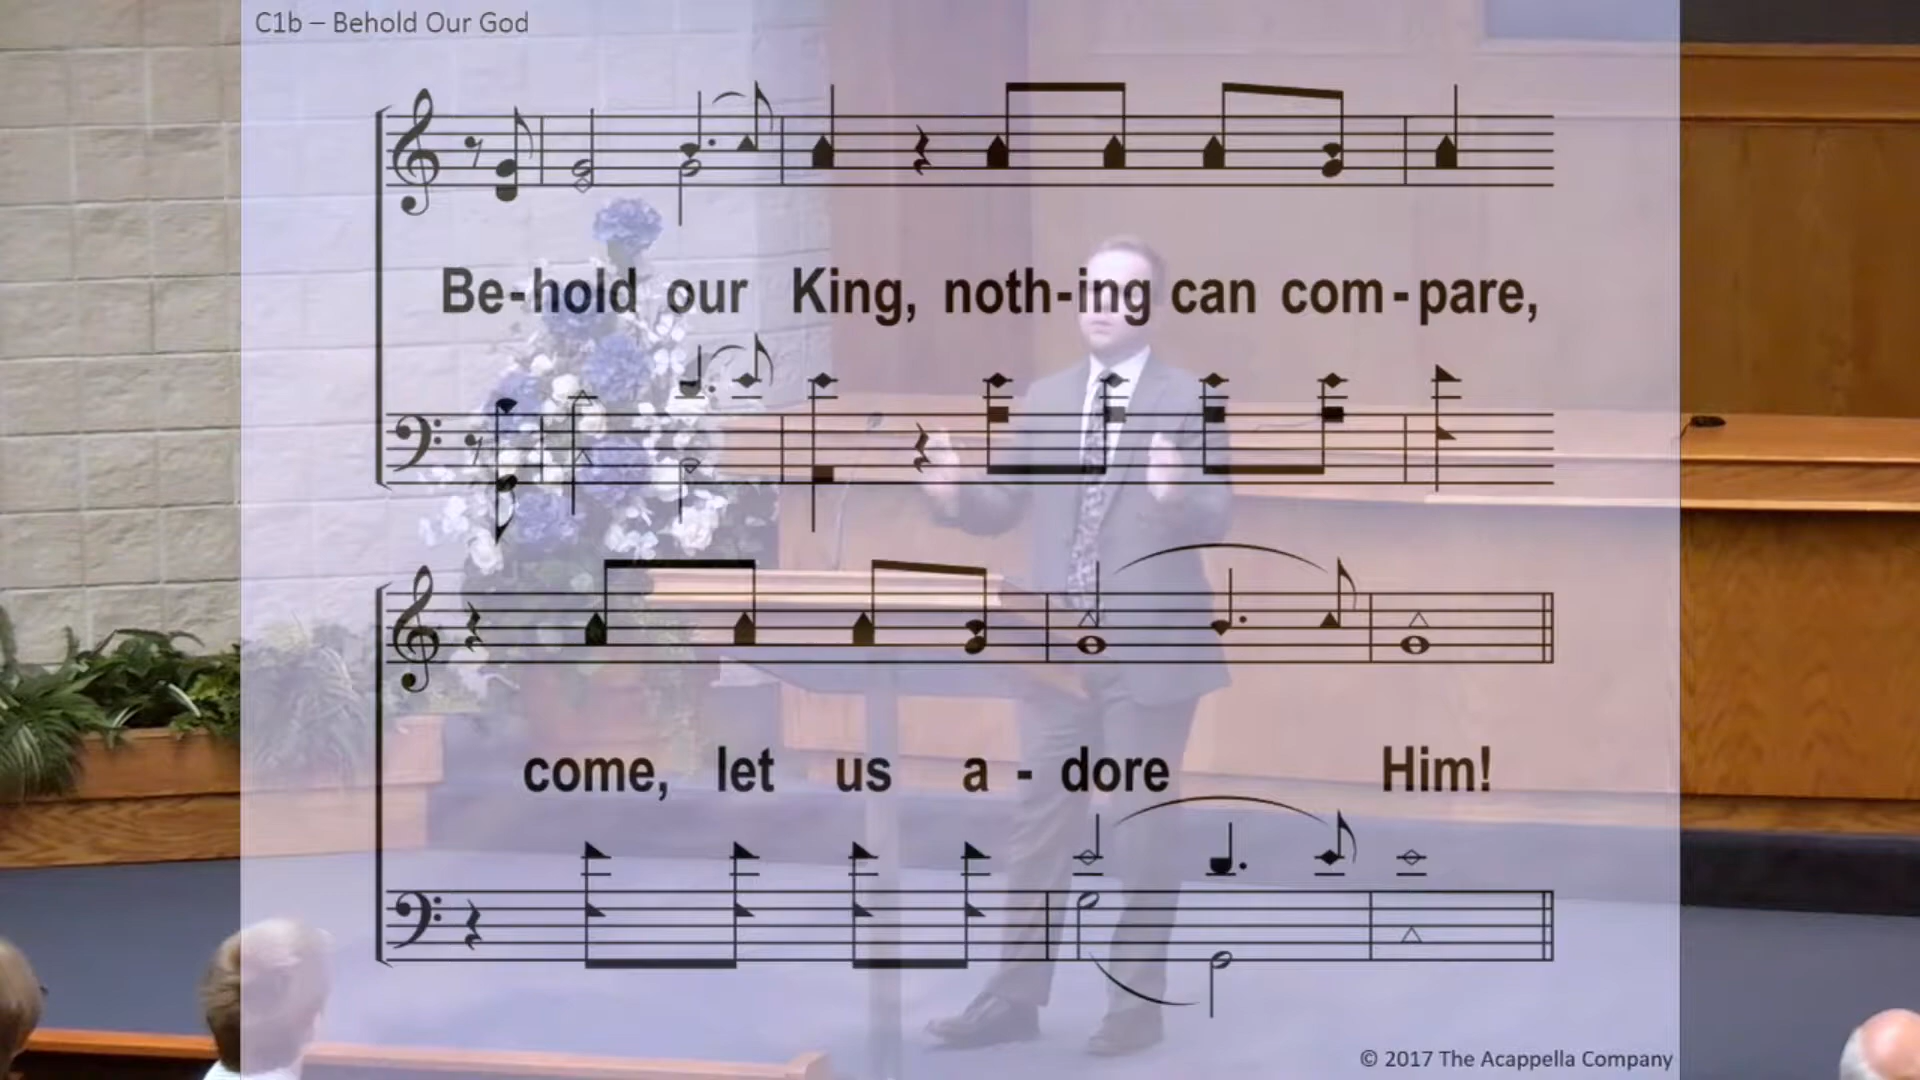 C1b – Behold Our God
Be-hold our King, noth-ing can com-pare,
come, let us a-dore Him!
© 2017 The Acappella Company